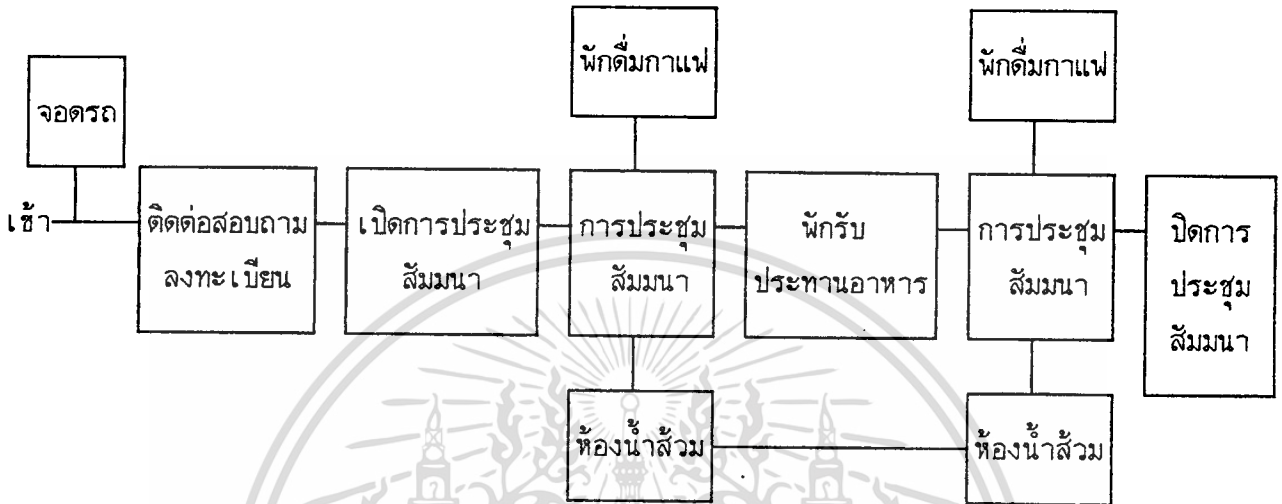 พักดื่มกาแฟ
พักดื่มกาแฟ
จอดรถ
เข้า
ติดต่อสอบถาม
ลงทะเบียน
เปิดการประชุม
สัมมนา
การประชุม
สัมมนา
พักรับ
ประทานอาหาร
การประชุม
สัมมนา
ปิดการ
ประชุม
สัมมนา
ห้องน้ำส้วม
ห้องน้ำส้วม